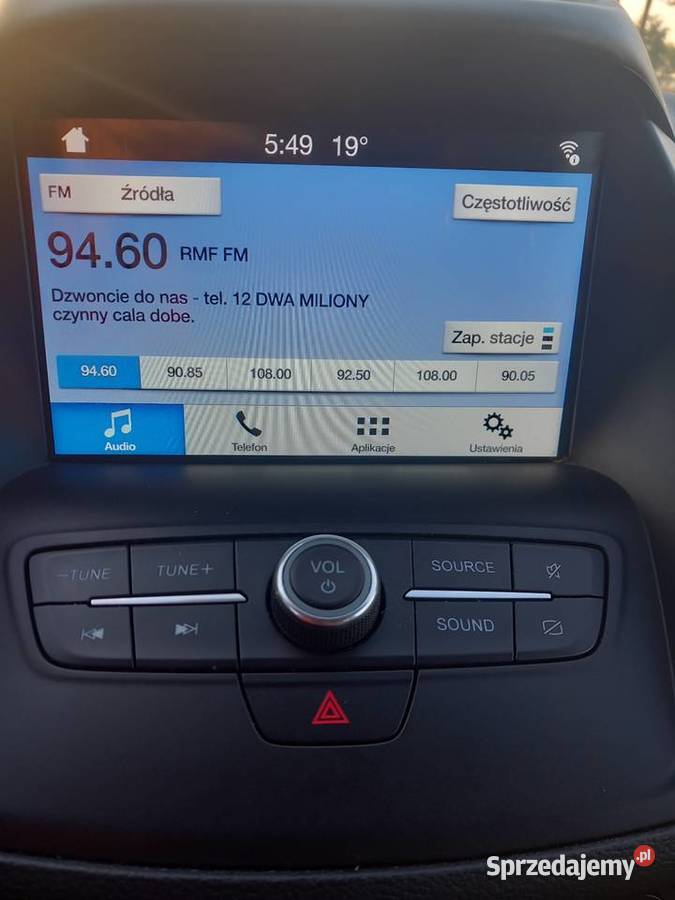 5:49 19°
FM Źródła
Częstotliwość
94.60 RMF FM
Dzwoncie do nas - tel. 12 DWA MILIONY
czynny cala dobe.
Zap. stacje
94.60 90.85 108.00 92.50 108.00 90.05
Audio Telefon Aplikacje Ustawienia
-TUNE TUNE+ VOL SOURCE
SOUND
Sprzedajemy.pl